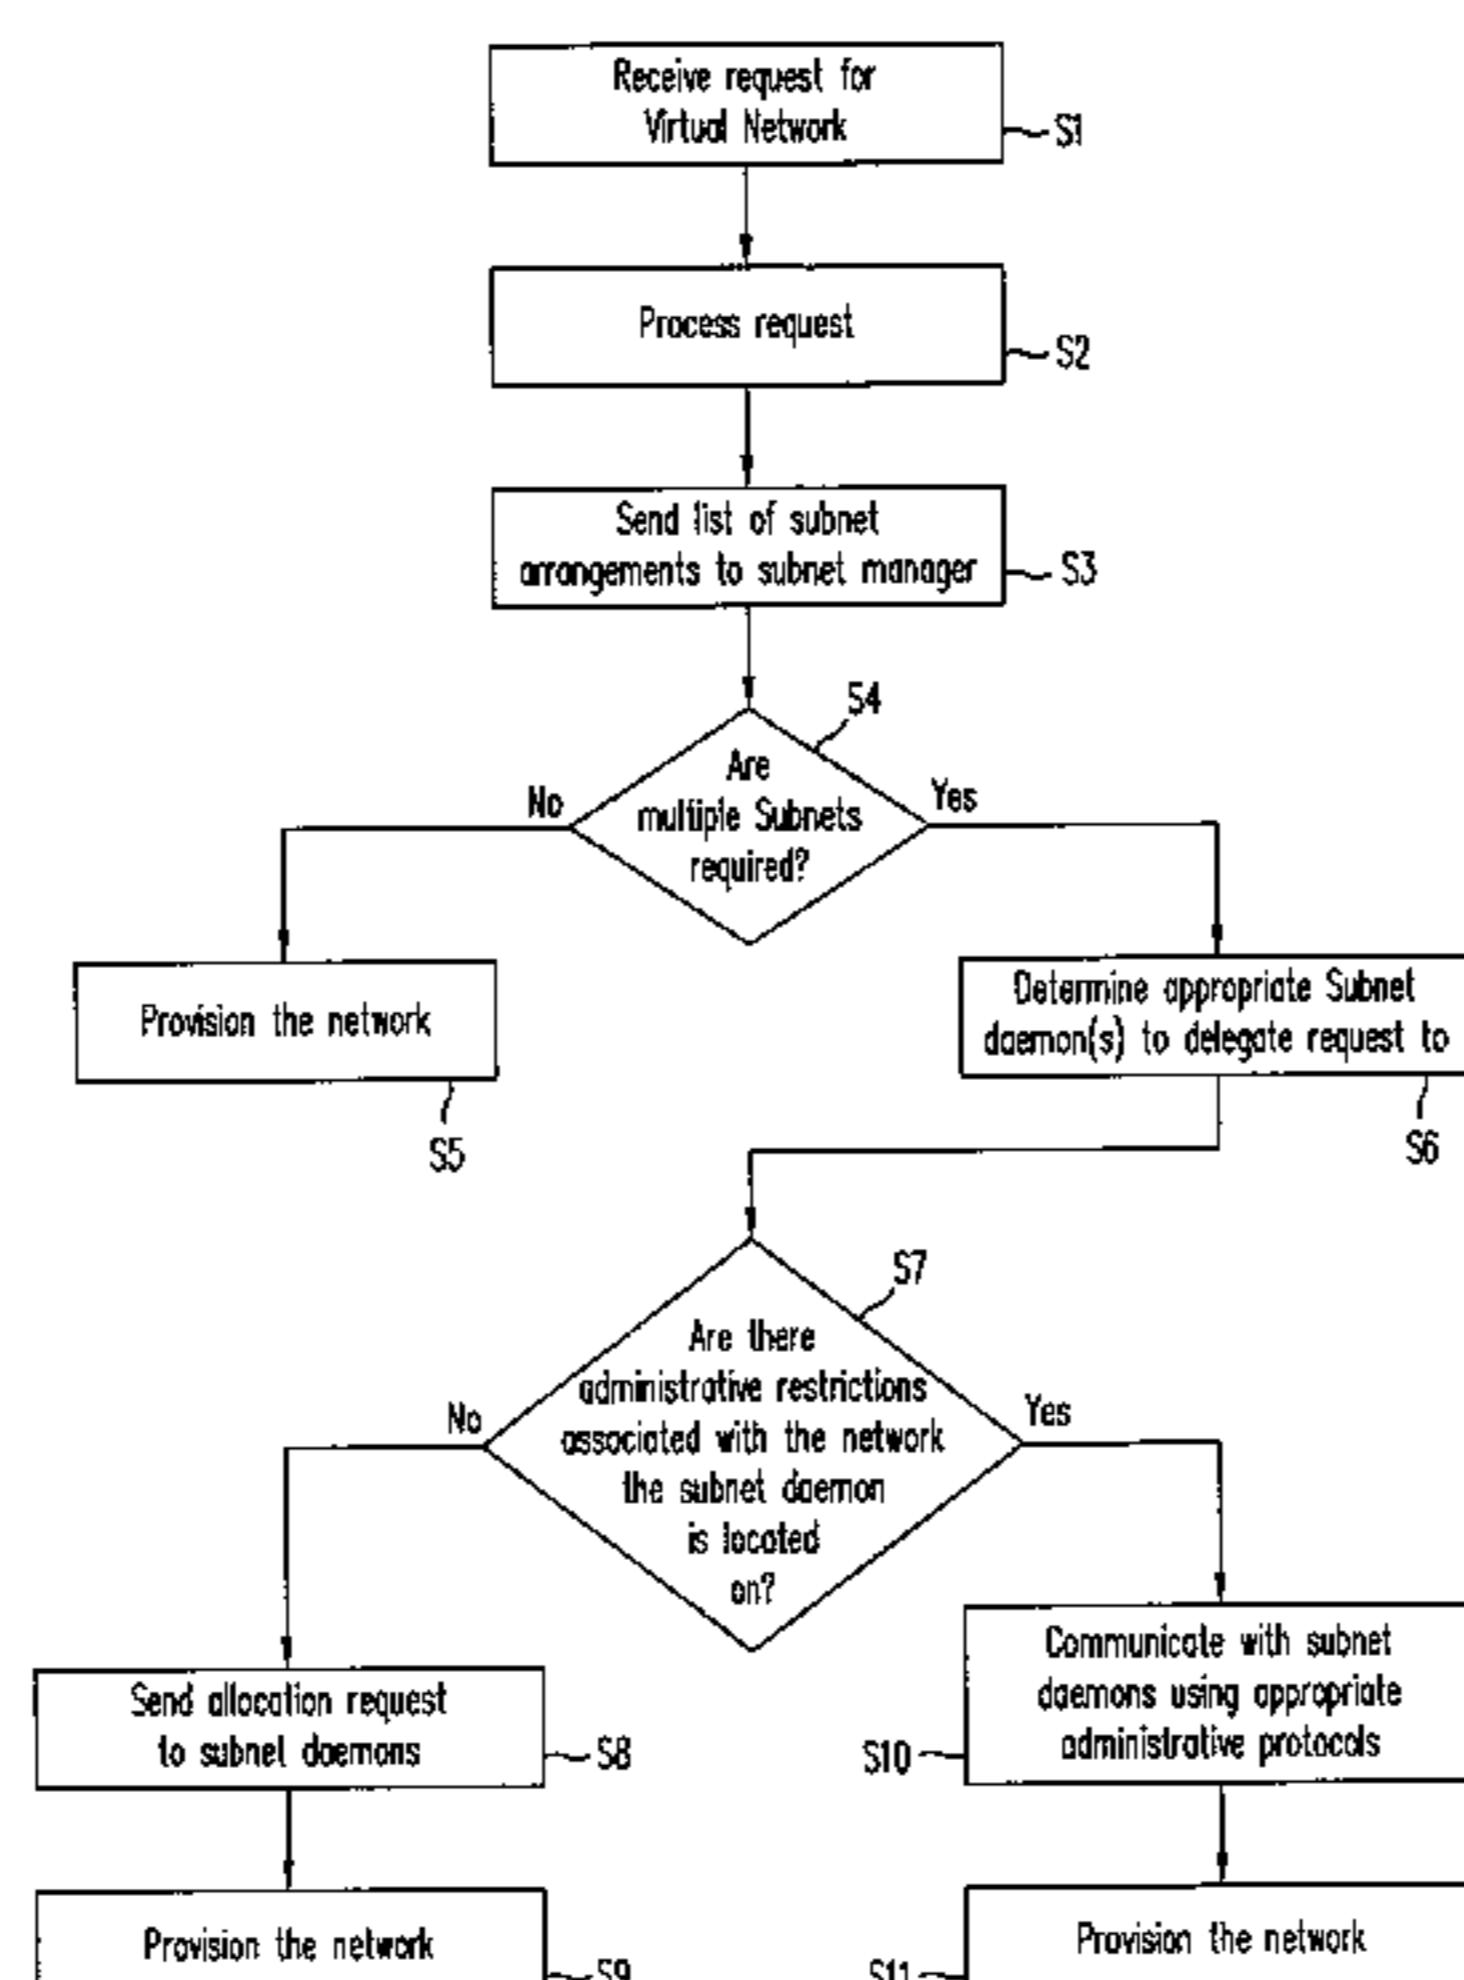 Receive request for
Virtual Network
S1
Process request
S2
Send list of subnet
arrangements to subnet manager
S3
S4
Are
multiple Subnets
required?
No
Yes
Provision the network
S5
Determine appropriate Subnet
daemon(s) to delegate request to
S6
S7
Are there
administrative restrictions
associated with the network
the subnet daemon
is located
on?
No
Yes
Send allocation request
to subnet daemons
S8
Communicate with subnet
daemons using appropriate
administrative protocols
S10
Provision the network
S9
Provision the network
S11